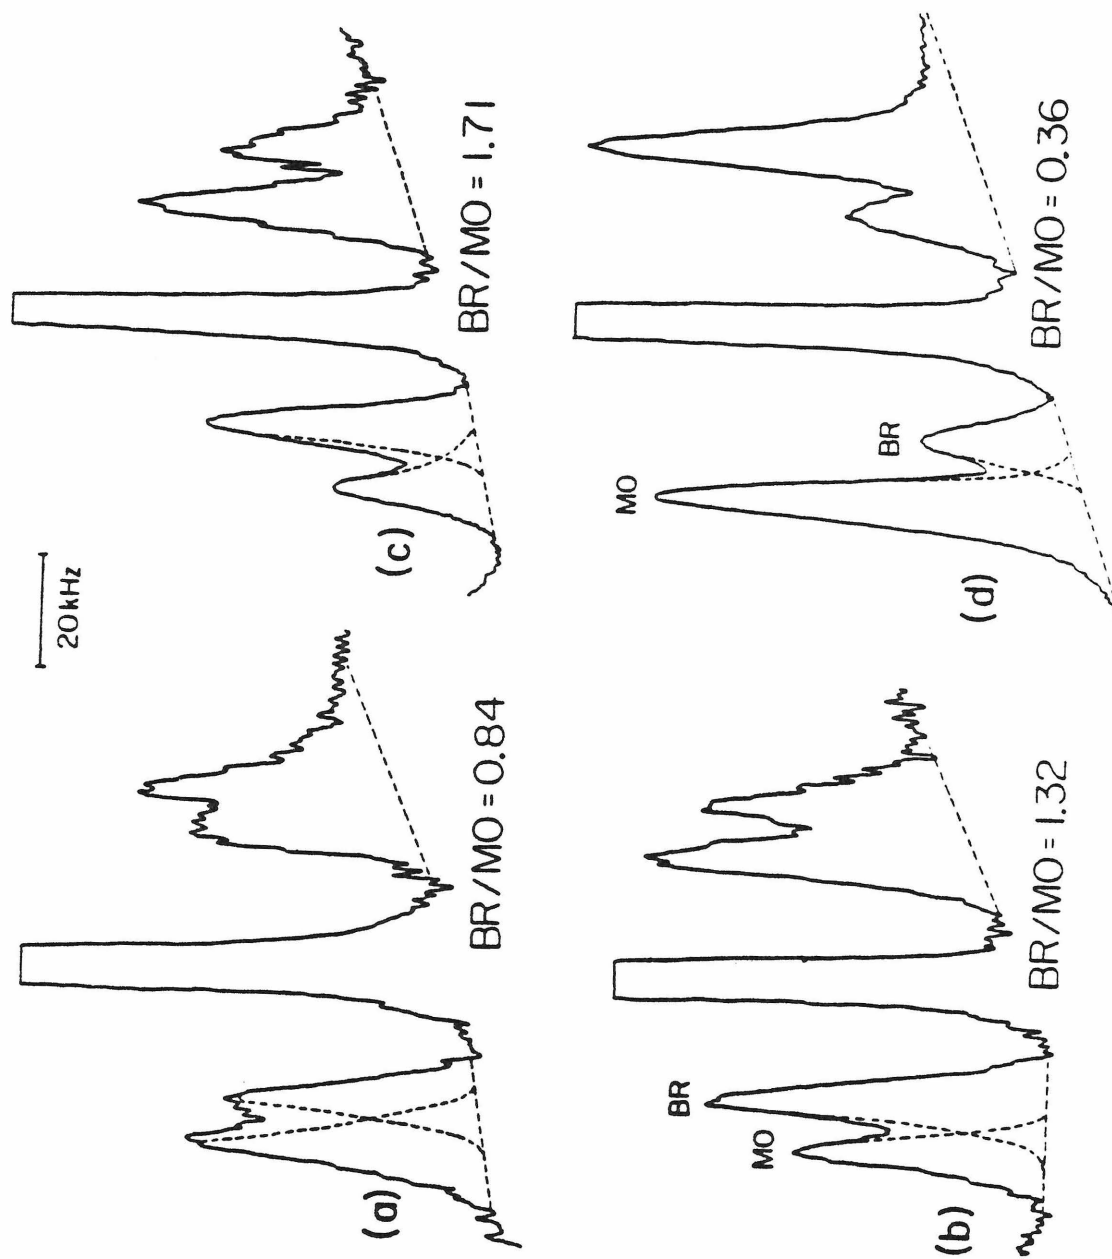 20 kHz
(a)
BR/MO = 0.84
(c)
BR/MO = 1.71
MO
BR
(b)
BR/MO = 1.32
MO
BR
(d)
BR/MO = 0.36